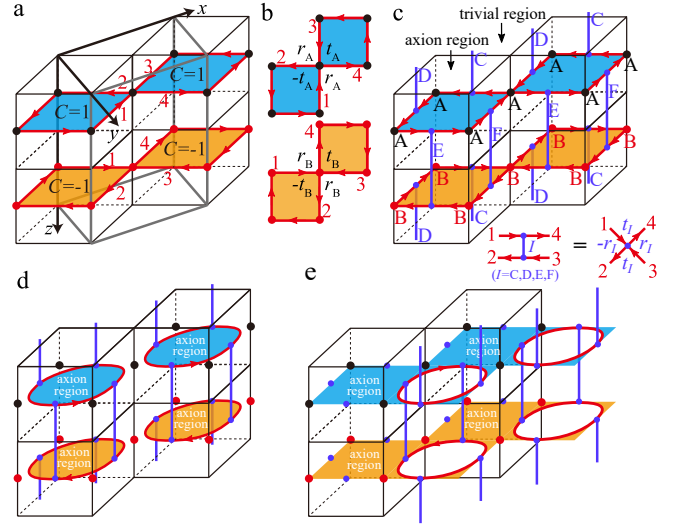 a
x
y
z
C=1
C=1
C=-1
C=-1
2
3
1
4
4
1
2
3
b
2
r_A
t_A
-t_A
r_A
4
1
3
4
1
r_B
t_B
-t_B
r_B
3
2
c
trivial region
axion region
C
D
C
D
A
A
A
A
A
A
A
F
E
F
E
B
B
B
B
B
B
B
C
D
C
D
1
4
2
3
I
(I=C,D,E,F)
=
1
t_I
4
-r_I
r_I
2
t_I
3
d
axion
region
axion
region
axion
region
axion
region
e
axion
region
axion
region
axion
region
axion
region